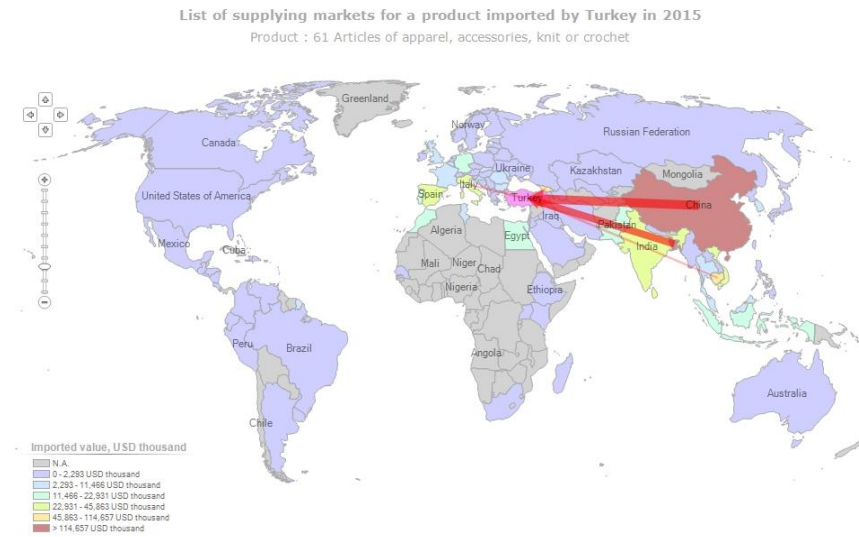 List of supplying markets for a product imported by Turkey in 2015
Product : 61 Articles of apparel, accessories, knit or crochet
Greenland
Norway
Canada
Russian Federation
Ukraine
Kazakhstan
Mongolia
United States of America
Spain
Italy
Turkey
China
Iraq
Pakistan
Mexico
Cuba
Algeria
Egypt
India
Mali
Niger
Chad
Nigeria
Ethiopia
Peru
Brazil
Angola
Australia
Chile
Imported value, USD thousand
N.A.
0 - 2,293 USD thousand
2,293 - 11,466 USD thousand
11,466 - 22,931 USD thousand
22,931 - 45,863 USD thousand
45,863 - 114,657 USD thousand
> 114,657 USD thousand